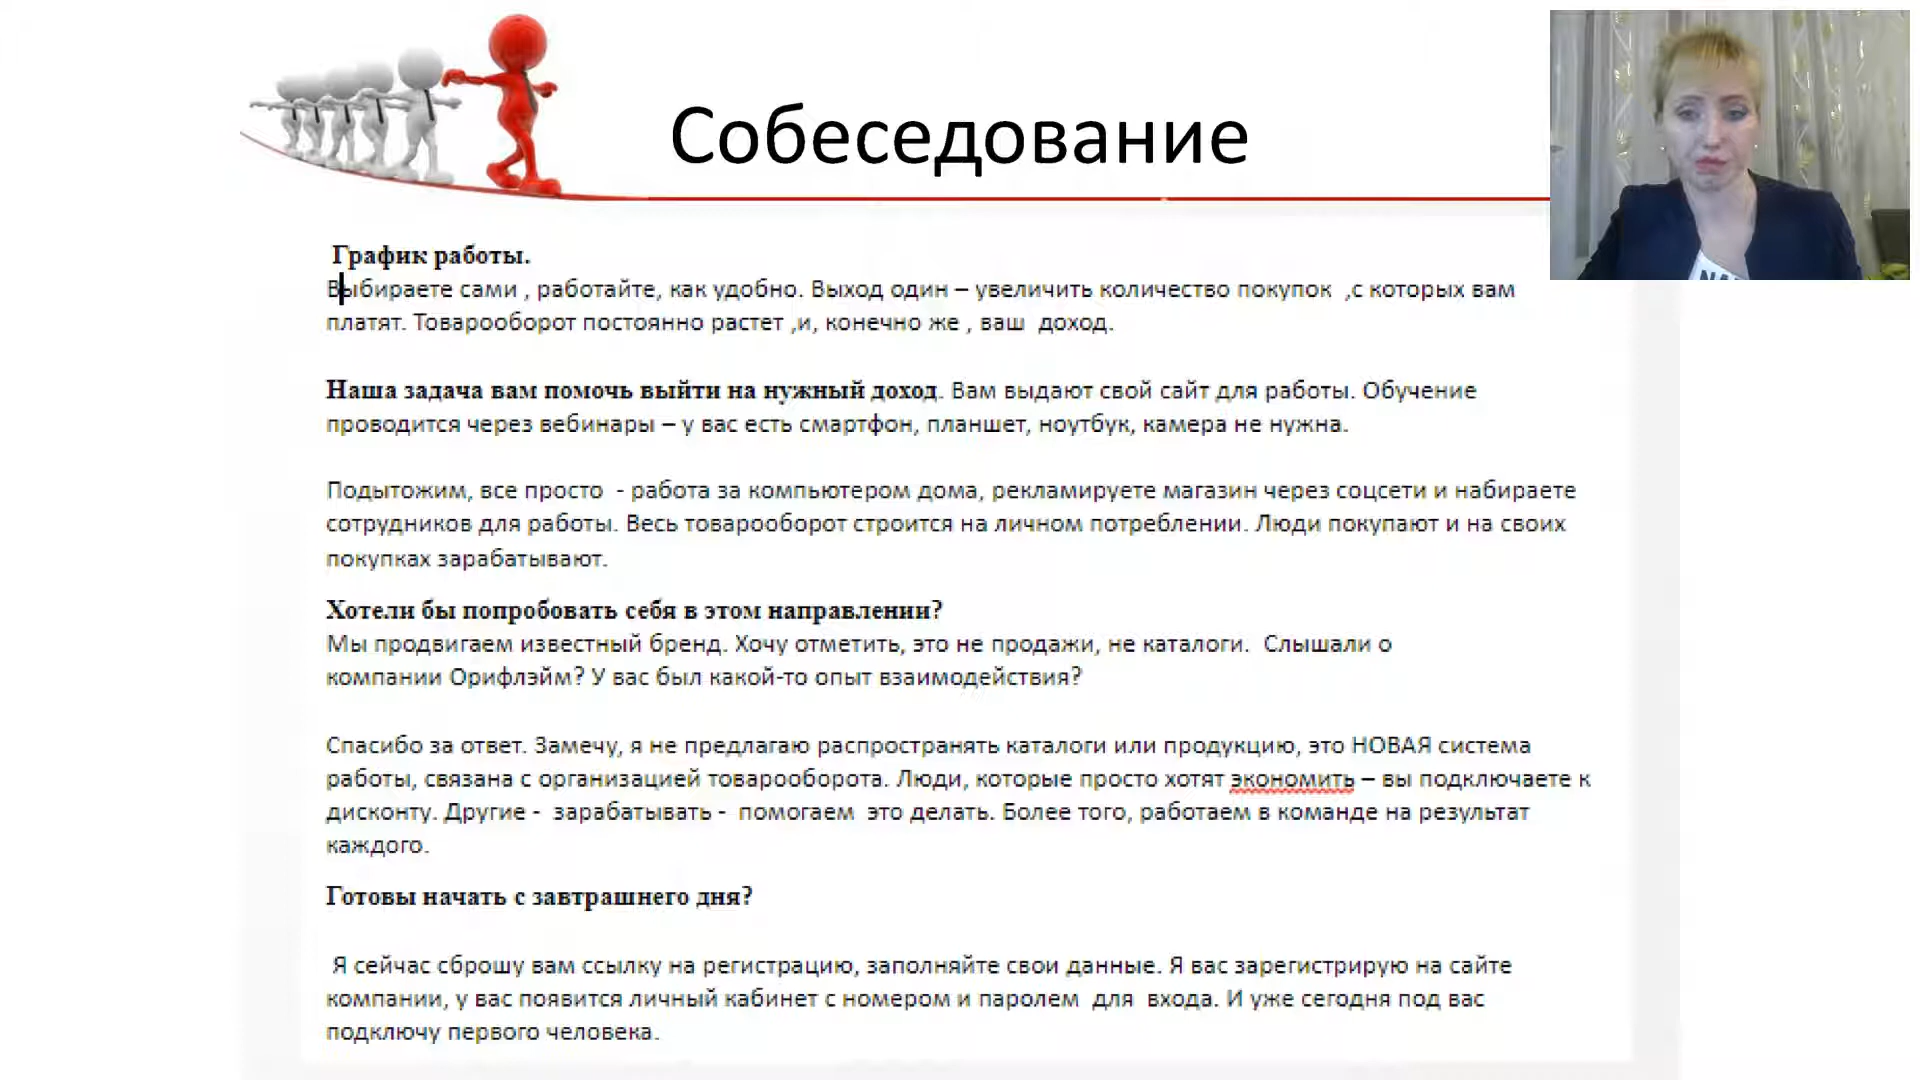 Собеседование
График работы.
Выбираете сами , работайте, как удобно. Выход один – увеличить количество покупок ,с которых вам
платят. Товарооборот постоянно растет ,и, конечно же , ваш доход.
Наша задача вам помочь выйти на нужный доход. Вам выдают свой сайт для работы. Обучение
проводится через вебинары – у вас есть смартфон, планшет, ноутбук, камера не нужна.
Подытожим, все просто - работа за компьютером дома, рекламируете магазин через соцсети и набираете
сотрудников для работы. Весь товарооборот строится на личном потреблении. Люди покупают и на своих
покупках зарабатывают.
Хотели бы попробовать себя в этом направлении?
Мы продвигаем известный бренд. Хочу отметить, это не продажи, не каталоги. Слышали о
компании Орифлэйм? У вас был какой-то опыт взаимодействия?
Спасибо за ответ. Замечу, я не предлагаю распространять каталоги или продукцию, это НОВАЯ система
работы, связана с организацией товарооборота. Люди, которые просто хотят экономить – вы подключаете к
дисконту. Другие - зарабатывать - помогаем это делать. Более того, работаем в команде на результат
каждого.
Готовы начать с завтрашнего дня?
Я сейчас сброшу вам ссылку на регистрацию, заполняйте свои данные. Я вас зарегистрирую на сайте
компании, у вас появится личный кабинет с номером и паролем для входа. И уже сегодня под вас
подключу первого человека.